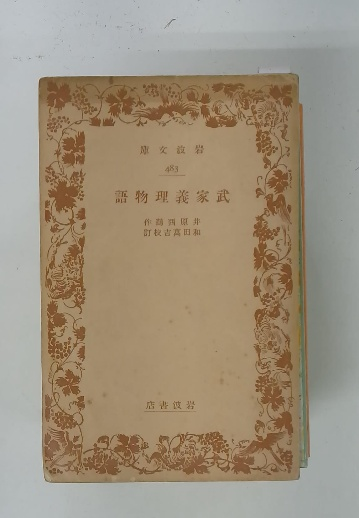 岩波文庫
483
武家義理物語
井原西鶴作
和田萬吉校訂
岩波書店